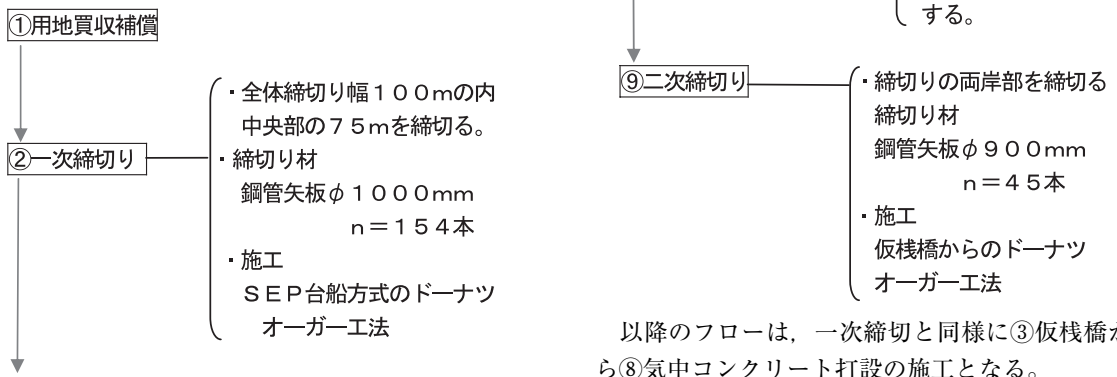 ①用地買収補償
②一次締切り
・全体締切り幅１００ｍの内
中央部の７５ｍを締切る。
・締切り材
鋼管矢板φ１０００mm
ｎ＝１５４本
・施工
ＳＥＰ台船方式のドーナツ
オーガー工法
する。
⑨二次締切り
・締切りの両岸部を締切る
締切り材
鋼管矢板φ９００mm
ｎ＝４５本
・施工
仮桟橋からのドーナツ
オーガー工法
以降のフローは，一次締切と同様に③仮桟橋か
ら⑧気中コンクリート打設の施工となる。